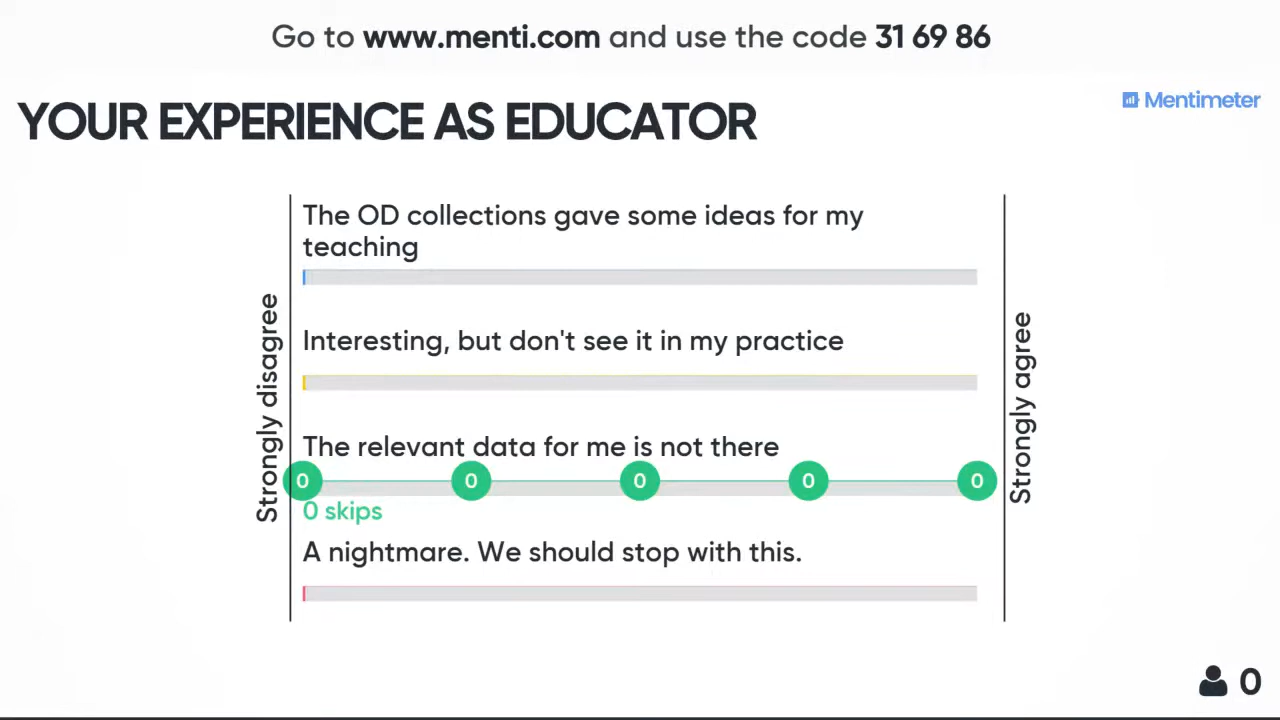 Go to www.menti.com and use the code 31 69 86
Mentimeter
YOUR EXPERIENCE AS EDUCATOR
Strongly disagree
The OD collections gave some ideas for my
teaching
Interesting, but don't see it in my practice
The relevant data for me is not there
0 0 0 0 0
0 skips
A nightmare. We should stop with this.
Strongly agree
0